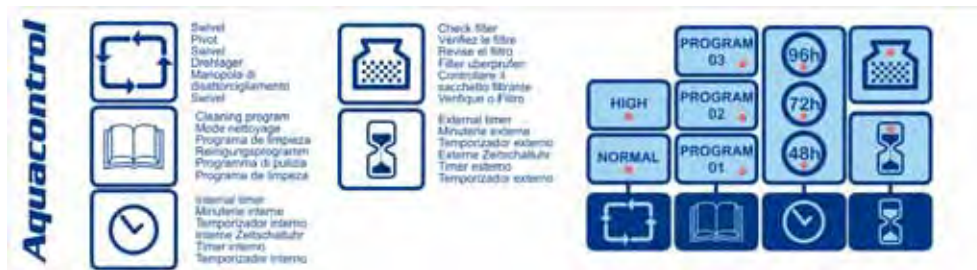 Aquacontrol
Swivel
Pivot
Swivel
Drehlager
Manopola di
disattorcigliamento
Swivel
Cleaning program
Mode nettoyage
Programa de limpieza
Reinigungsprogramm
Programma di pulizia
Programa de limpeza
Internal timer
Minuterie interne
Temporizador interno
Interne Zeitschaltuhr
Timer interno
Temporizador interno
Check filter
Vérifiez le filtre
Revise el filtro
Filter überprüfen
Controllare il
sacchetto filtrante
Verifique o Filtro
External timer
Minuterie externe
Temporizador externo
Externe Zeitschaltuhr
Timer esterno
Temporizador externo
HIGH
NORMAL
PROGRAM
03
PROGRAM
02
PROGRAM
01
96h
72h
48h